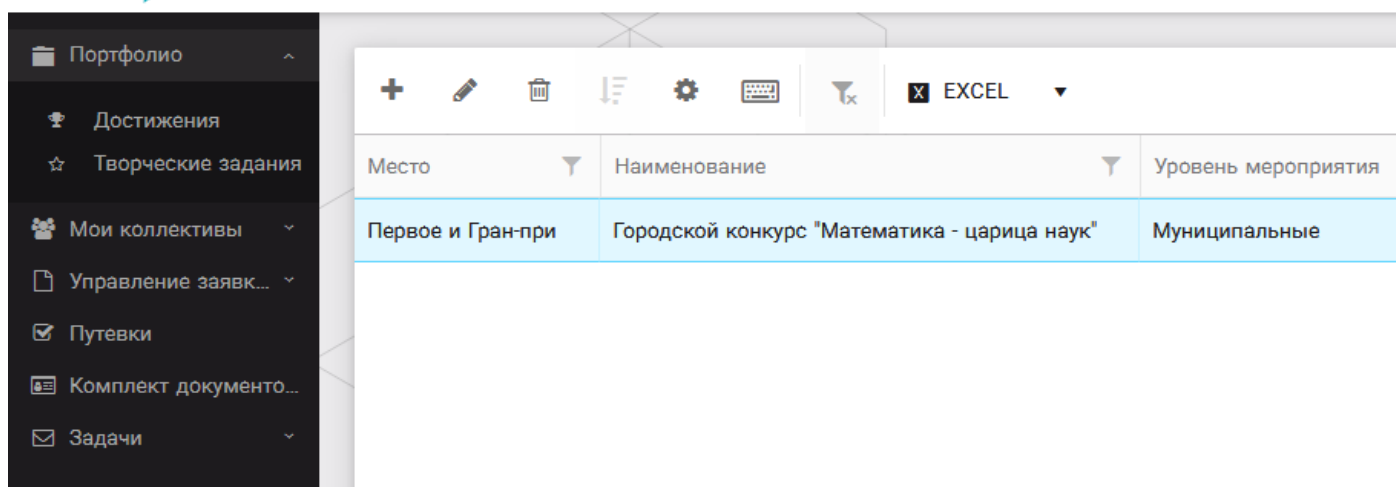 Портфолио
Достижения
Творческие задания
Мои коллективы
Управление заявк...
Путевки
Комплект документо...
Задачи
X EXCEL
Место Наименование Уровень мероприятия
Первое и Гран-при Городской конкурс "Математика - царица наук" Муниципальные